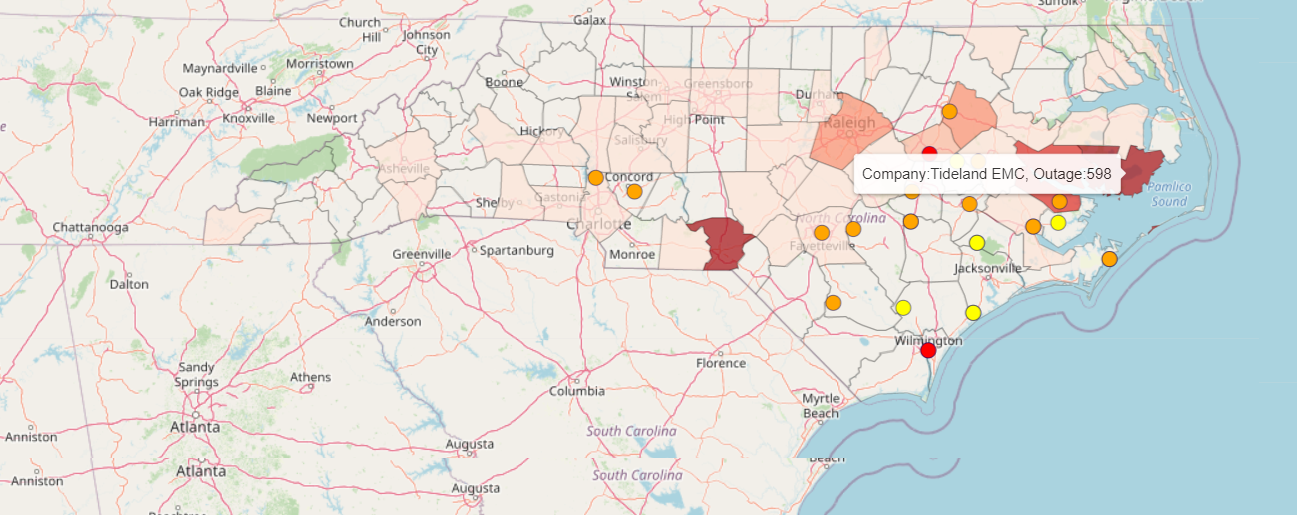 Suffolk
Galax
Church
Hill
Johnson
City
Maynardville
Morristown
Boone
Winston-
Salem
Greensboro
Oak Ridge
Blaine
Durham
Harriman
Knoxville
Newport
High Point
Raleigh
Hickory
Salisbury
Asheville
Concord
Company:Tideland EMC, Outage:598
Pamlico
Sound
Shelby
Gastonia
Charlotte
North Carolina
Chattanooga
Fayetteville
Greenville
Spartanburg
Monroe
Jacksonville
Dalton
Anderson
Wilmington
Sandy
Springs
Athens
Florence
Columbia
Myrtle
Beach
Atlanta
Anniston
South Carolina
Augusta
Beach
Atlanta
Anniston
South Carolina
Augusta